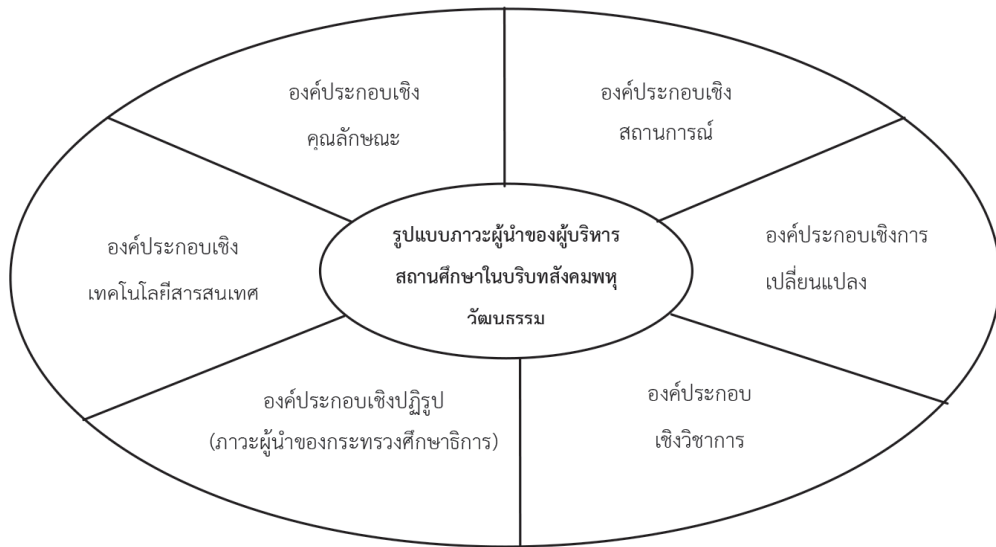 องค์ประกอบเชิง
คุณลักษณะ
องค์ประกอบเชิง
สถานการณ์
องค์ประกอบเชิง
เทคโนโลยีสารสนเทศ
รูปแบบภาวะผู้นำของผู้บริหาร
สถานศึกษาในบริบทสังคมพหุ
วัฒนธรรม
องค์ประกอบเชิงการ
เปลี่ยนแปลง
องค์ประกอบเชิงปฏิรูป
(ภาวะผู้นำของกระทรวงศึกษาธิการ)
องค์ประกอบ
เชิงวิชาการ